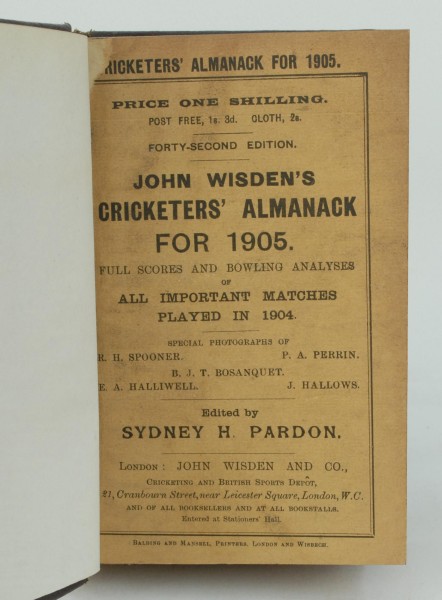 CRICKETERS' ALMANACK FOR 1905.
PRICE ONE SHILLING.
POST FREE, 1s. 3d. CLOTH, 2s.
FORTY-SECOND EDITION.
JOHN WISDEN'S
CRICKETERS' ALMANACK
FOR 1905.
FULL SCORES AND BOWLING ANALYSES
OF
ALL IMPORTANT MATCHES
PLAYED IN 1904.
SPECIAL PHOTOGRAPHS OF
R. H. SPOONER. P. A. PERRIN.
B. J. T. BOSANQUET.
E. A. HALLIWELL. J. HALLOWS.
Edited by
SYDNEY H. PARDON.
LONDON: JOHN WISDEN AND CO.,
CRICKETING AND BRITISH SPORTS DEPÔT,
21, Cranbourn Street, near Leicester Square, London, W.C.
AND OF ALL BOOKSELLERS AND AT ALL BOOKSTALLS.
Entered at Stationers' Hall.
BALDING AND MANSELL, PRINTERS, LONDON AND WISBECH.